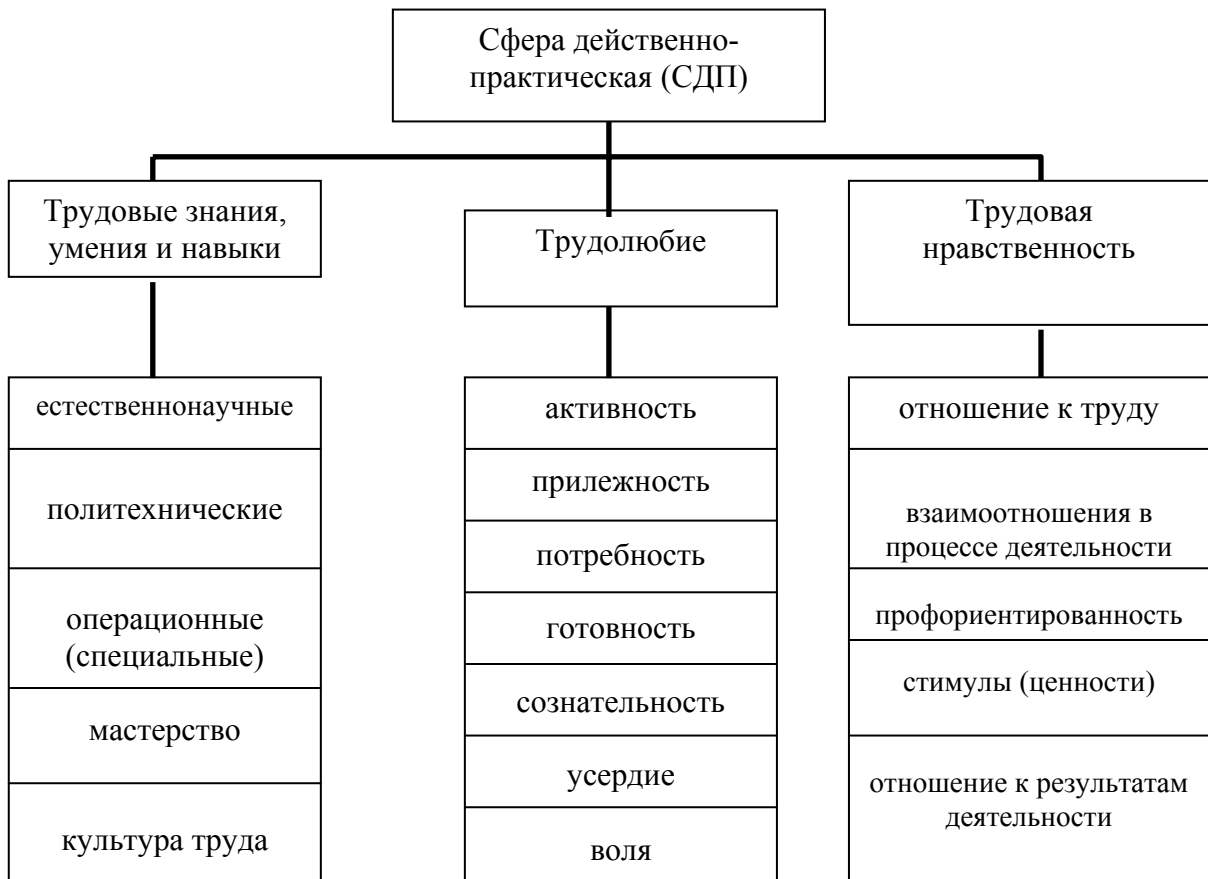 Сфера действенно-
практическая (СДП)
Трудовые знания,
умения и навыки
Трудолюбие
Трудовая
нравственность
естественнонаучные
политехнические
операционные
(специальные)
мастерство
культура труда
активность
прилежность
потребность
готовность
сознательность
усердие
воля
отношение к труду
взаимоотношения в
процессе деятельности
профориентированность
стимулы (ценности)
отношение к результатам
деятельности